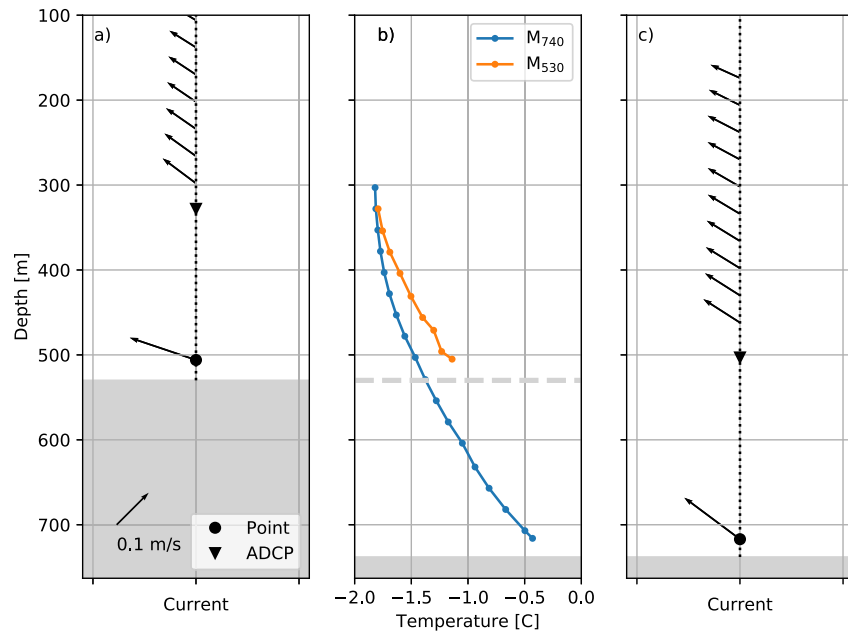 100
200
300
400
500
600
700
Depth [m]
a)
0.1 m/s
Point
ADCP
Current
b)
M₇₄₀
M₅₃₀
−2.0 −1.5 −1.0 −0.5 0.0
Temperature [C]
c)
Current